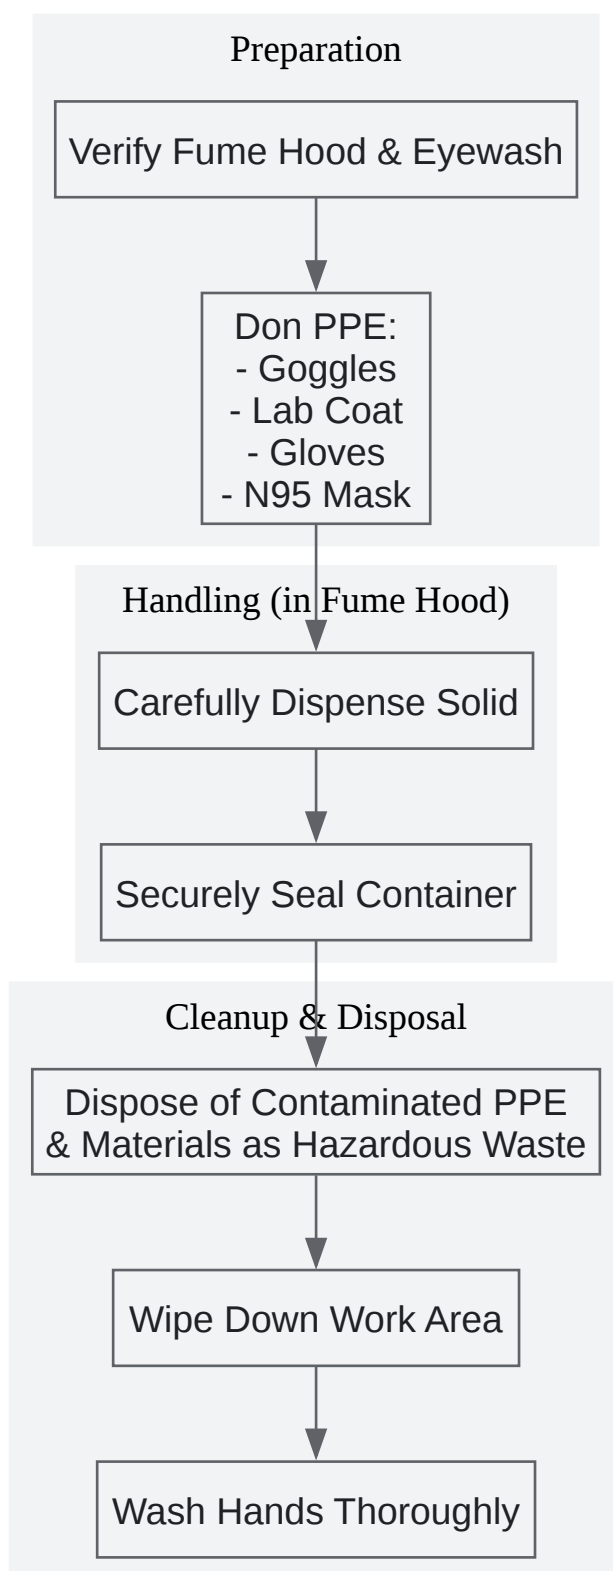 Preparation
Verify Fume Hood & Eyewash
Don PPE:
- Goggles
- Lab Coat
- Gloves
- N95 Mask
Handling (in Fume Hood)
Carefully Dispense Solid
Securely Seal Container
Cleanup & Disposal
Dispose of Contaminated PPE
& Materials as Hazardous Waste
Wipe Down Work Area
Wash Hands Thoroughly